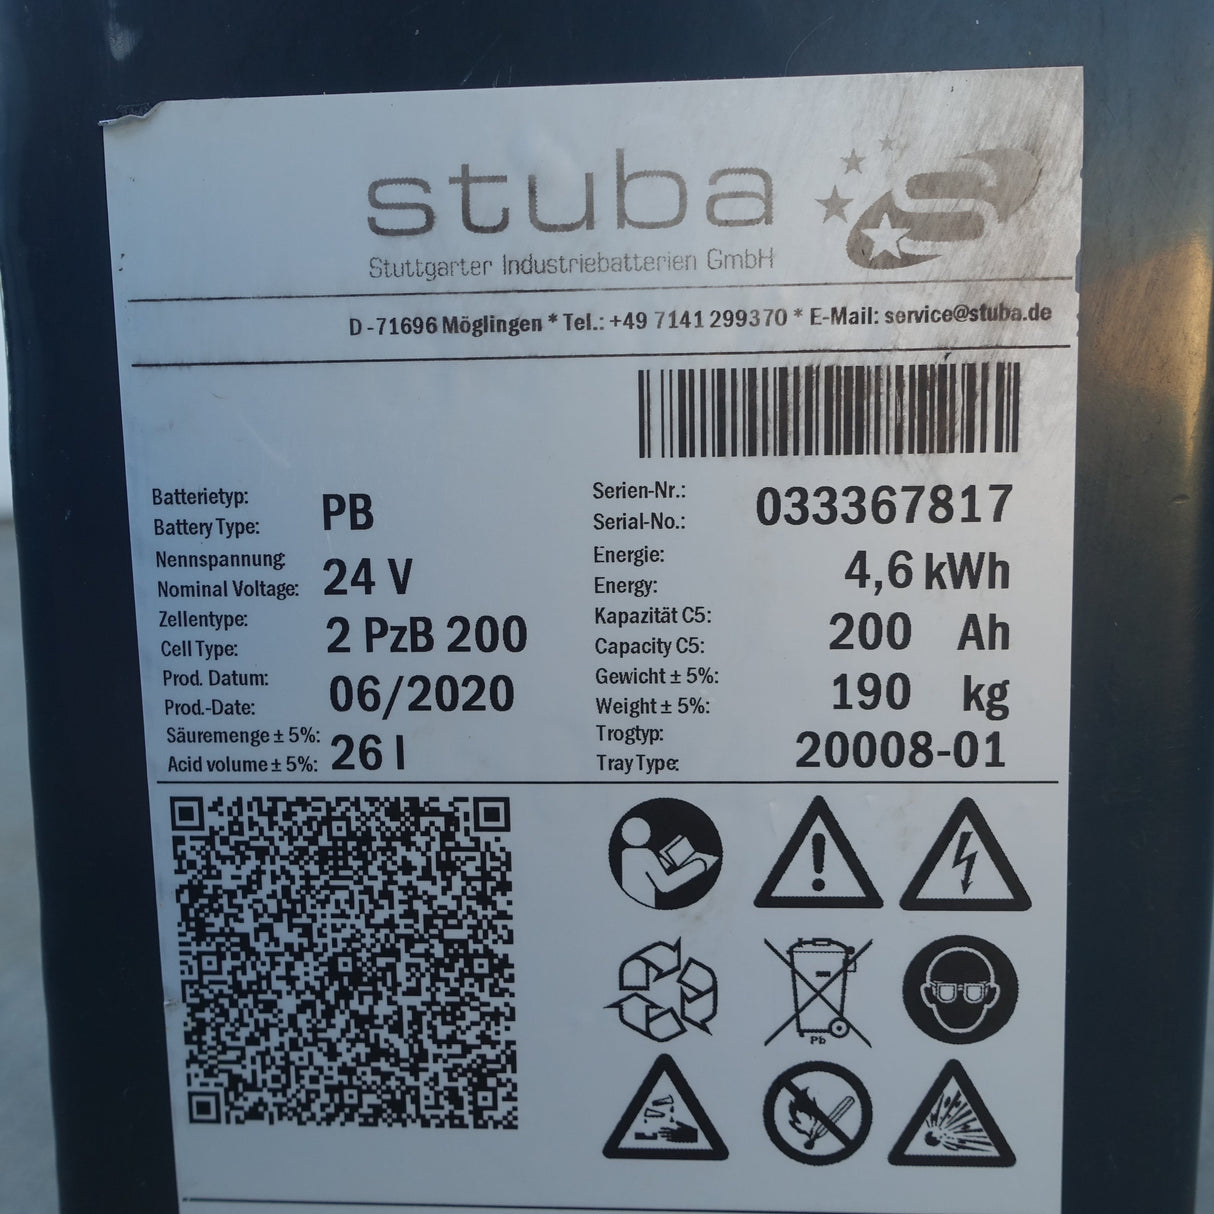 stuba
Stuttgarter Industriebatterien GmbH
D-71696 Möglingen * Tel.: +49 7141 299370 * E-Mail: service@stuba.de
Batterietyp:
Battery Type: PB
Nennspannung:
Nominal Voltage: 24 V
Zellentype:
Cell Type: 2 PzB 200
Prod. Datum:
Prod.-Date: 06/2020
Säuremenge ± 5%:
Acid volume ± 5%: 26 l
Serien-Nr.:
Serial-No.: 033367817
Energie:
Energy: 4,6 kWh
Kapazität C5:
Capacity C5: 200 Ah
Gewicht ± 5%:
Weight ± 5%: 190 kg
Trogtyp:
Tray Type: 20008-01
Pb